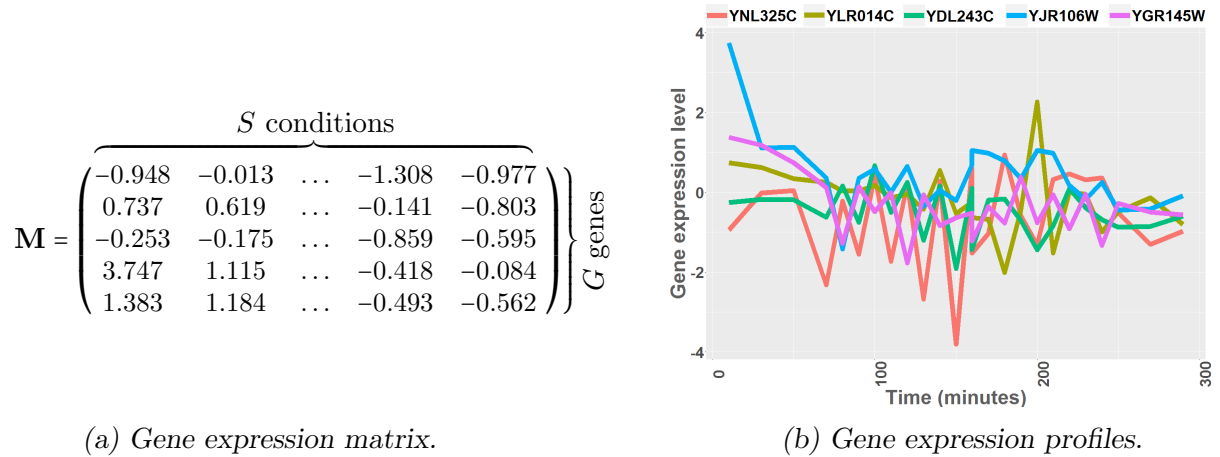 S conditions
M = ( −0.948 −0.013 … −1.308 −0.977
0.737 0.619 … −0.141 −0.803
−0.253 −0.175 … −0.859 −0.595
3.747 1.115 … −0.418 −0.084
1.383 1.184 … −0.493 −0.562 )
G genes
(a) Gene expression matrix.
YNL325C YLR014C YDL243C YJR106W YGR145W
Gene expression level
4
2
0
-2
-4
0 100 200 300
Time (minutes)
(b) Gene expression profiles.